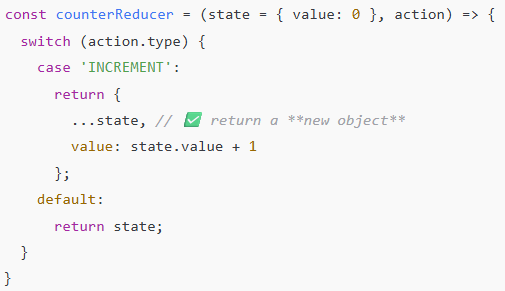 const counterReducer = (state = { value: 0 }, action) => {
  switch (action.type) {
    case 'INCREMENT':
      return {
        ...state, // ✅ return a **new object**
        value: state.value + 1
      };
    default:
      return state;
  }
}